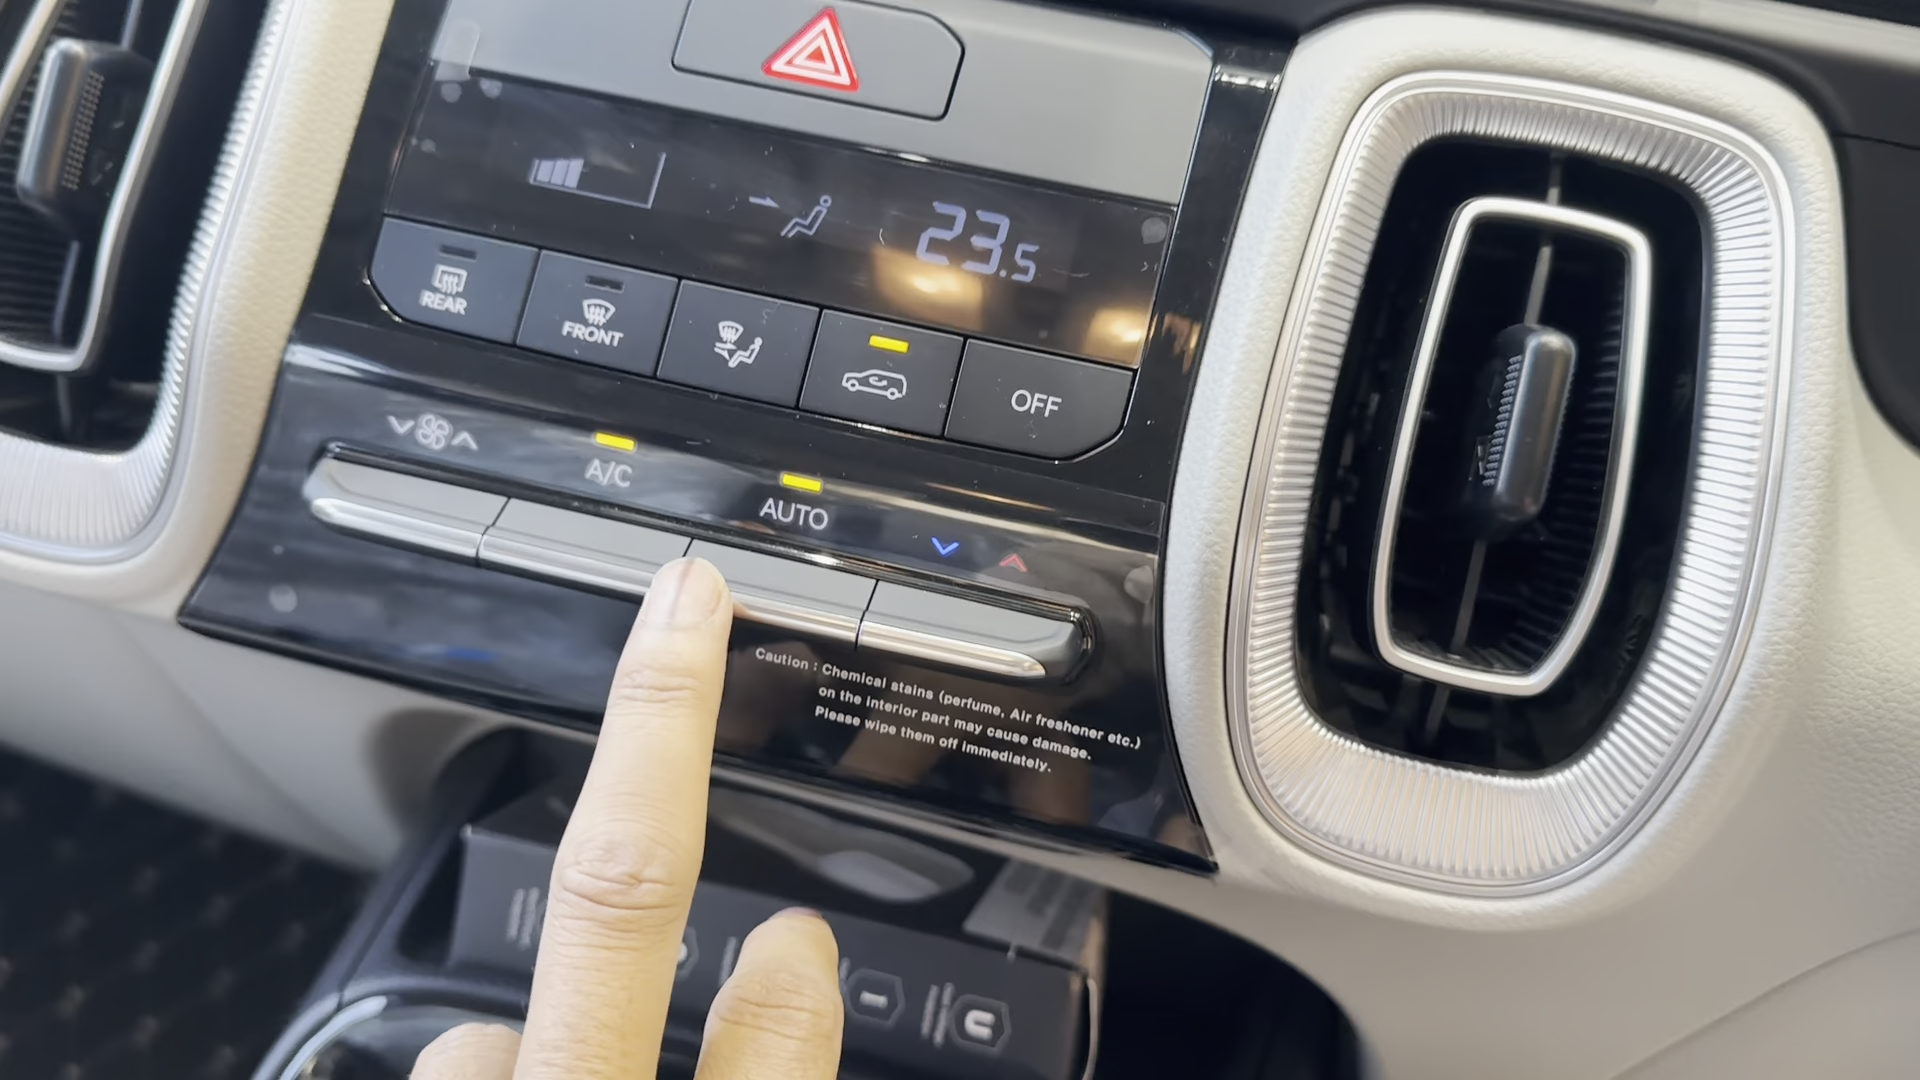 23.5
REAR
FRONT
OFF
A/C
AUTO
Caution : Chemical stains (perfume, Air freshener etc.)
on the interior part may cause damage.
Please wipe them off immediately.